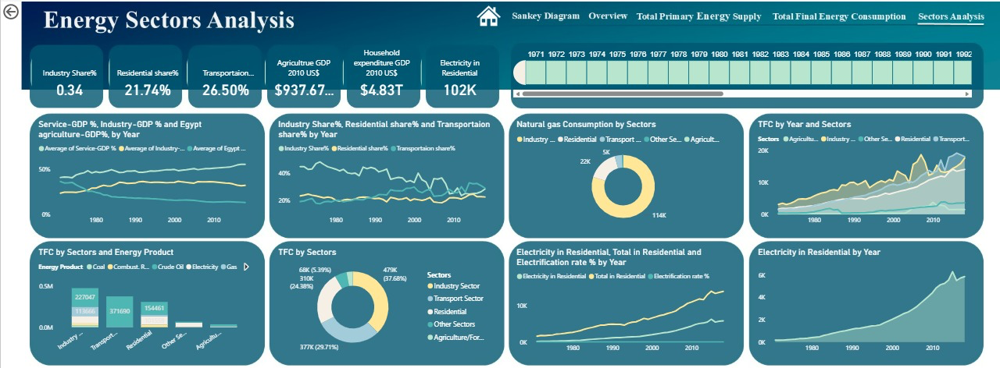 Energy Sectors Analysis
Sankey Diagram Overview Total Primary Energy Supply Total Final Energy Consumption Sectors Analysis
Industry Share%
0.34
Residential share%
21.74%
Transportaion...
26.50%
Agricultrue GDP
2010 US$
$937.67...
Household
expenditure GDP
2010 US$
$4.83T
Electricity in
Residential
102K
1971 1972 1973 1974 1975 1976 1977 1978 1979 1980 1981 1982 1983 1984 1985 1986 1987 1988 1989 1990 1991 1992
Service-GDP %, Industry-GDP % and Egypt
agriculture-GDP%, by Year
Average of Service-GDP % Average of Industry-... Average of Egypt ...
50%
0%
1980 1990 2000 2010
Industry Share%, Residential share% and Transportaion
share% by Year
Industry Share% Residential share% Transportaion share%
40%
20%
1980 1990 2000 2010
Natural gas Consumption by Sectors
Industry ... Residential Transport ... Other Se... Agricult...
5K
22K
114K
TFC by Year and Sectors
Sectors Agricultu... Industry ... Other Se... Residential Transport...
20K
10K
0K
1980 1990 2000 2010
TFC by Sectors and Energy Product
Energy Product Coal Combust. R... Crude Oil Electricity Gas
0.5M
0.0M
227047
113666
371690
154461
Industry ...
Transport...
Residential
Other Se...
Agricultu...
TFC by Sectors
68K (5.39%)
310K
(24.38%)
479K
(37.68%)
377K (29.71%)
Sectors
Industry Sector
Transport Sector
Residential
Other Sectors
Agriculture/For...
Electricity in Residential, Total in Residential and
Electrification rate % by Year
Electricity in Residential Total in Residential Electrification rate %
10K
0K
1980 1990 2000 2010
Electricity in Residential by Year
6K
4K
2K
0K
1980 1990 2000 2010